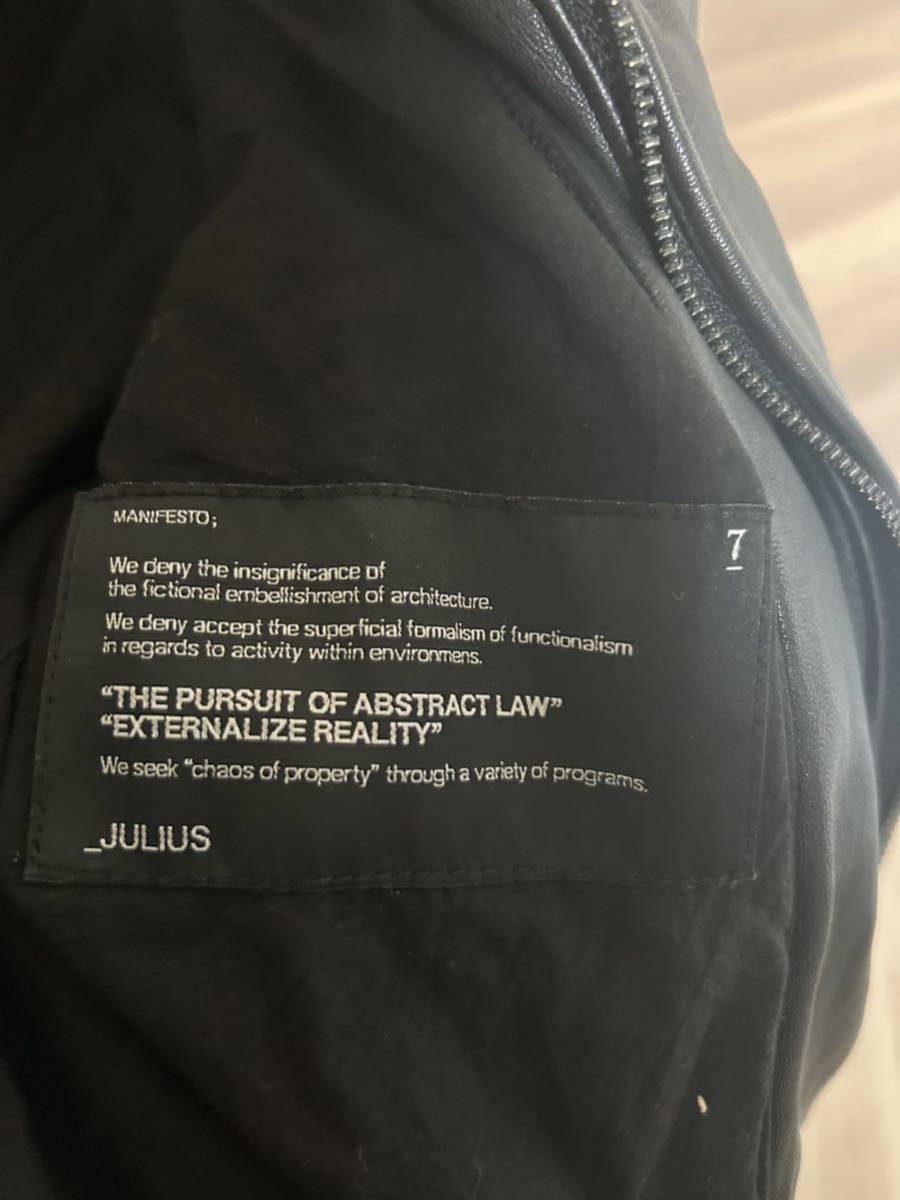 MANIFESTO;
7
We deny the insignificance of
the fictional embellishment of architecture.
We deny accept the superficial formalism of functionalism
in regards to activity within environmens.
“THE PURSUIT OF ABSTRACT LAW”
“EXTERNALIZE REALITY”
We seek “chaos of property” through a variety of programs.
_JULIUS